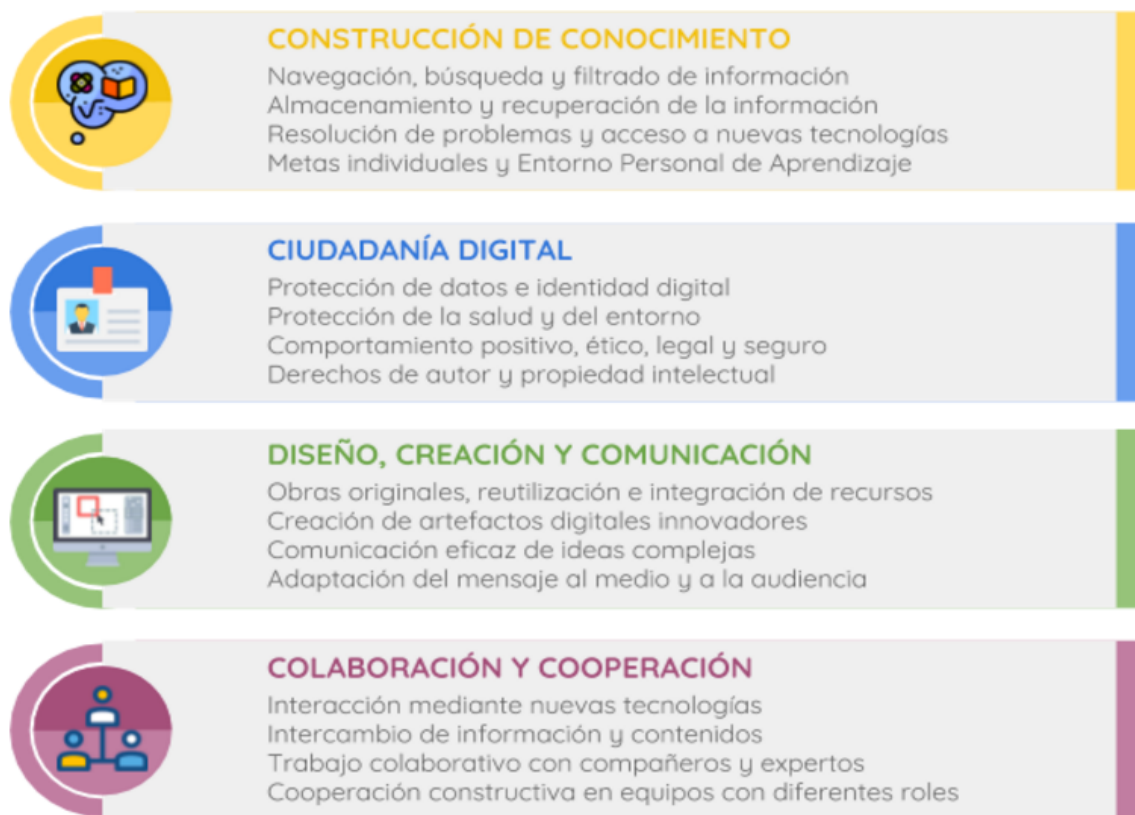 CONSTRUCCIÓN DE CONOCIMIENTO
Navegación, búsqueda y filtrado de información
Almacenamiento y recuperación de la información
Resolución de problemas y acceso a nuevas tecnologías
Metas individuales y Entorno Personal de Aprendizaje
CIUDADANÍA DIGITAL
Protección de datos e identidad digital
Protección de la salud y del entorno
Comportamiento positivo, ético, legal y seguro
Derechos de autor y propiedad intelectual
DISEÑO, CREACIÓN Y COMUNICACIÓN
Obras originales, reutilización e integración de recursos
Creación de artefactos digitales innovadores
Comunicación eficaz de ideas complejas
Adaptación del mensaje al medio y a la audiencia
COLABORACIÓN Y COOPERACIÓN
Interacción mediante nuevas tecnologías
Intercambio de información y contenidos
Trabajo colaborativo con compañeros y expertos
Cooperación constructiva en equipos con diferentes roles